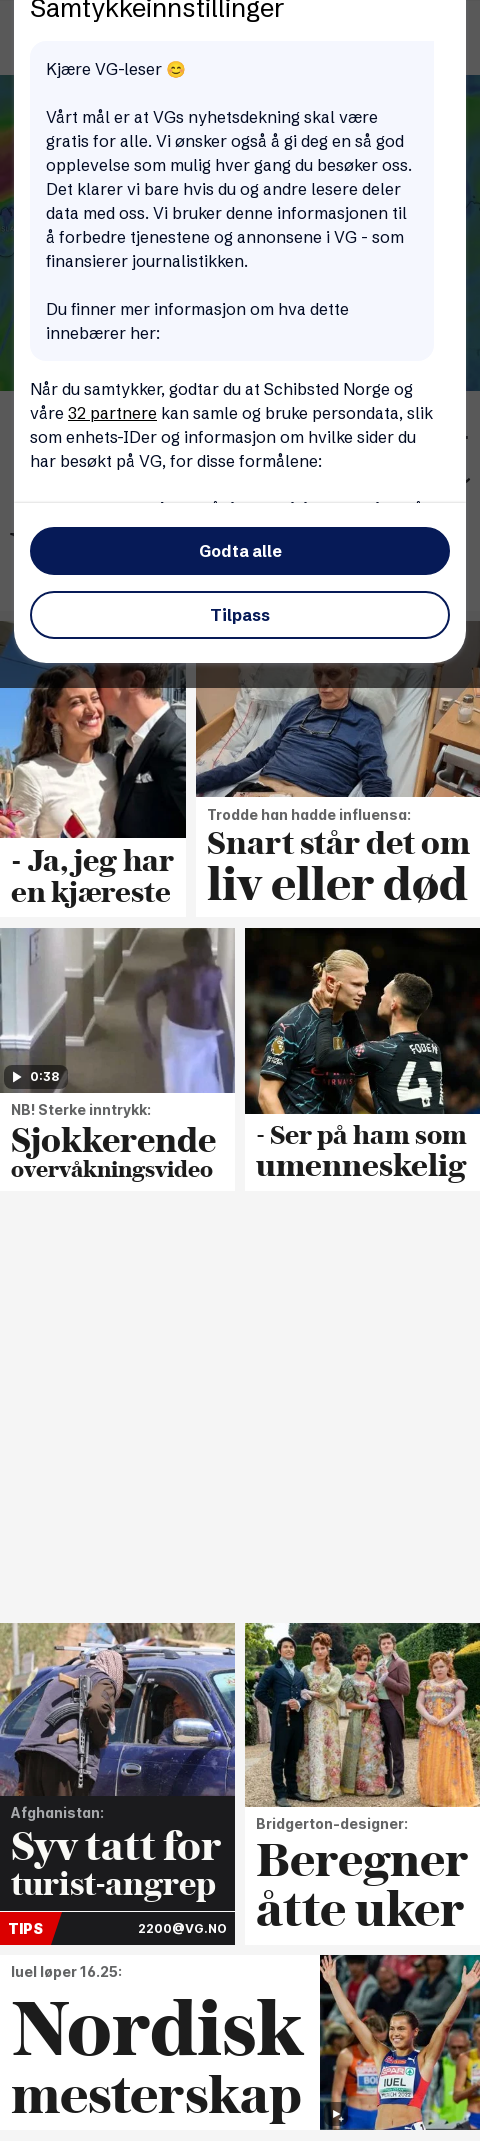 Samtykkeinnstillinger
Kjære VG-leser 😊
Vårt mål er at VGs nyhetsdekning skal være
gratis for alle. Vi ønsker også å gi deg en så god
opplevelse som mulig hver gang du besøker oss.
Det klarer vi bare hvis du og andre lesere deler
data med oss. Vi bruker denne informasjonen til
å forbedre tjenestene og annonsene i VG - som
finansierer journalistikken.
Du finner mer informasjon om hva dette
innebærer her:
Når du samtykker, godtar du at Schibsted Norge og
våre 32 partnere kan samle og bruke persondata, slik
som enhets-IDer og informasjon om hvilke sider du
har besøkt på VG, for disse formålene:
Godta alle
Tilpass
- Ja, jeg har
en kjæreste
Trodde han hadde influensa:
Snart står det om
liv eller død
0:38
NB! Sterke inntrykk:
Sjokkerende
overvåkningsvideo
FODEN
47
- Ser på ham som
umenneskelig
Afghanistan:
Syv tatt for
turist-angrep
TIPS 2200@VG.NO
Bridgerton-designer:
Beregner
åtte uker
Iuel løper 16.25:
Nordisk
mesterskap
SPAR
IUEL